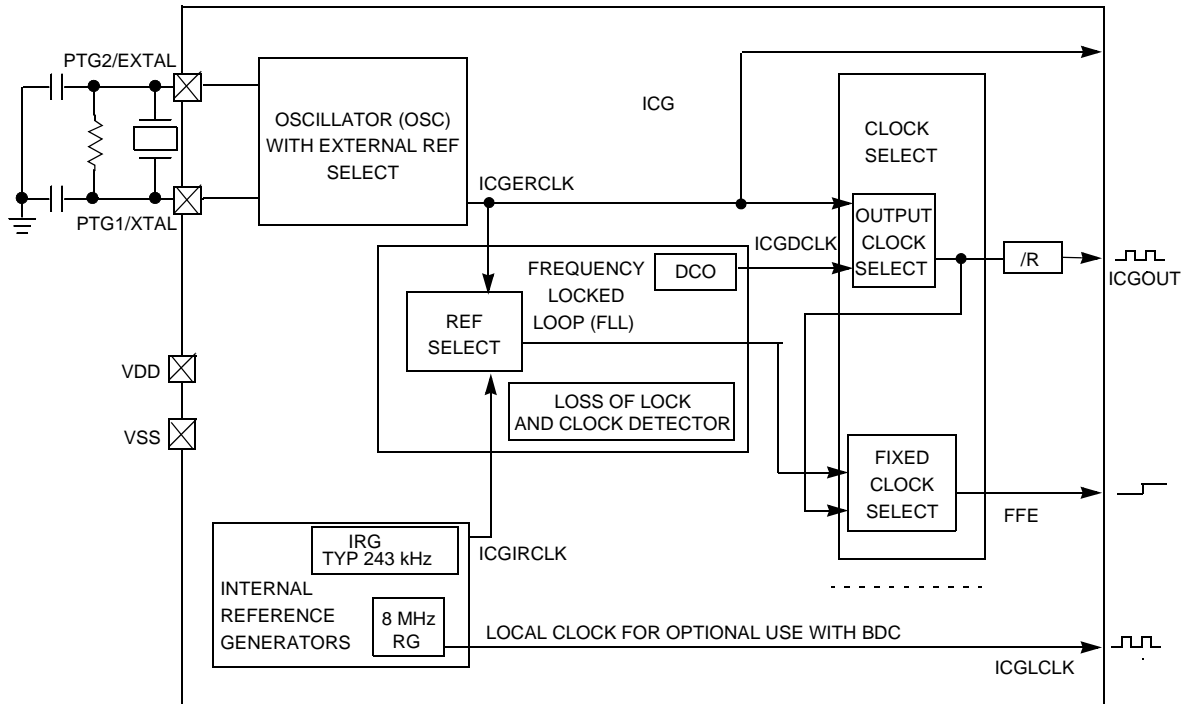 PTG2/EXTAL
OSCILLATOR (OSC)
WITH EXTERNAL REF
SELECT
PTG1/XTAL
ICG
CLOCK
SELECT
ICGERCLK
OUTPUT
CLOCK
SELECT
ICGDCLK
/R
ICGOUT
FREQUENCY
LOCKED
LOOP (FLL)
DCO
REF
SELECT
LOSS OF LOCK
AND CLOCK DETECTOR
VDD
VSS
FIXED
CLOCK
SELECT
FFE
IRG
TYP 243 kHz
ICGIRCLK
INTERNAL
REFERENCE
GENERATORS
8 MHz
RG
LOCAL CLOCK FOR OPTIONAL USE WITH BDC
ICGLCLK